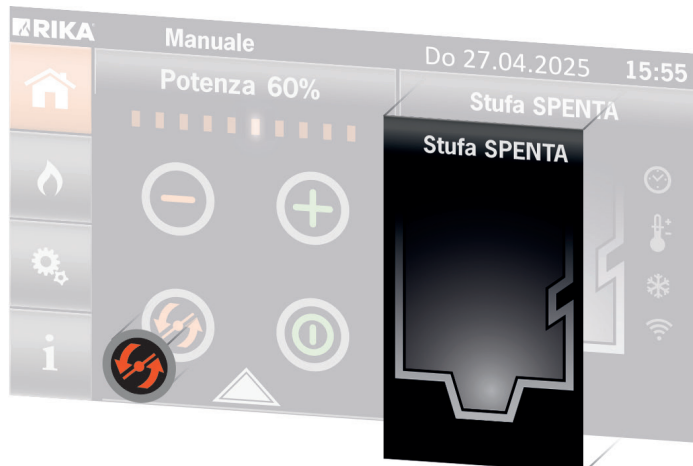 RIKA
Manuale
Do 27.04.2025 15:55
Potenza 60%
Stufa SPENTA
Stufa SPENTA